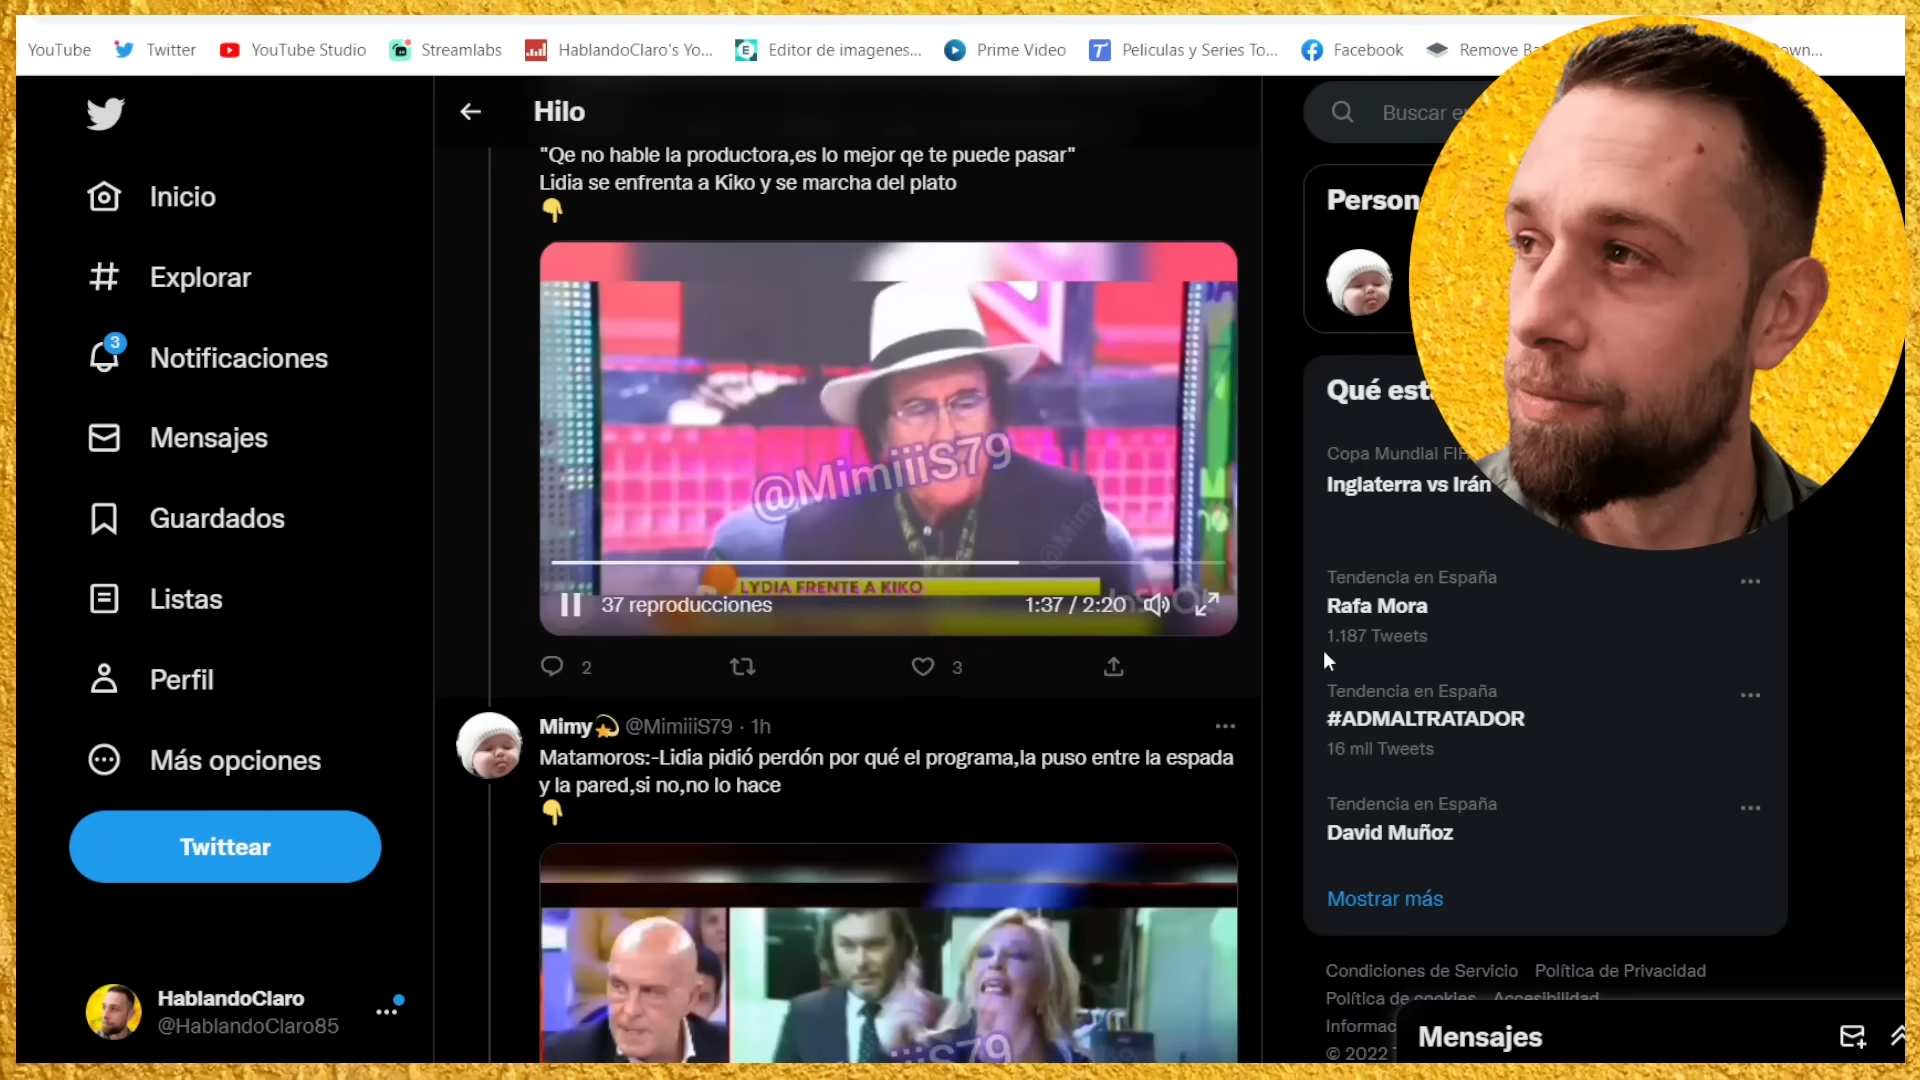 YouTube
Twitter
YouTube Studio
Streamlabs
HablandoClaro's Yo...
Editor de imagenes...
Prime Video
Peliculas y Series To...
Facebook
Remove
own...
Hilo
"Qe no hable la productora,es lo mejor qe te puede pasar"
Lidia se enfrenta a Kiko y se marcha del plato
Inicio
Explorar
3
Notificaciones
Mensajes
Guardados
Listas
Perfil
Más opciones
Twittear
HablandoClaro
@HablandoClaro85
@MimiiiS79
LYDIA FRENTE A KIKO
37 reproducciones
1:37 / 2:20
2
3
Mimy @MimiiiS79 · 1h
Matamoros:-Lidia pidió perdón por qué el programa,la puso entre la espada
y la pared,si no,no lo hace
iiiS79
Buscar
Person
Qué est
Copa Mundial FIF
Inglaterra vs Irán
Tendencia en España
Rafa Mora
1.187 Tweets
Tendencia en España
#ADMALTRATADOR
16 mil Tweets
Tendencia en España
David Muñoz
Mostrar más
Condiciones de Servicio Política de Privacidad
Política de cookies Accesibilidad
Informac
© 2022
Mensajes